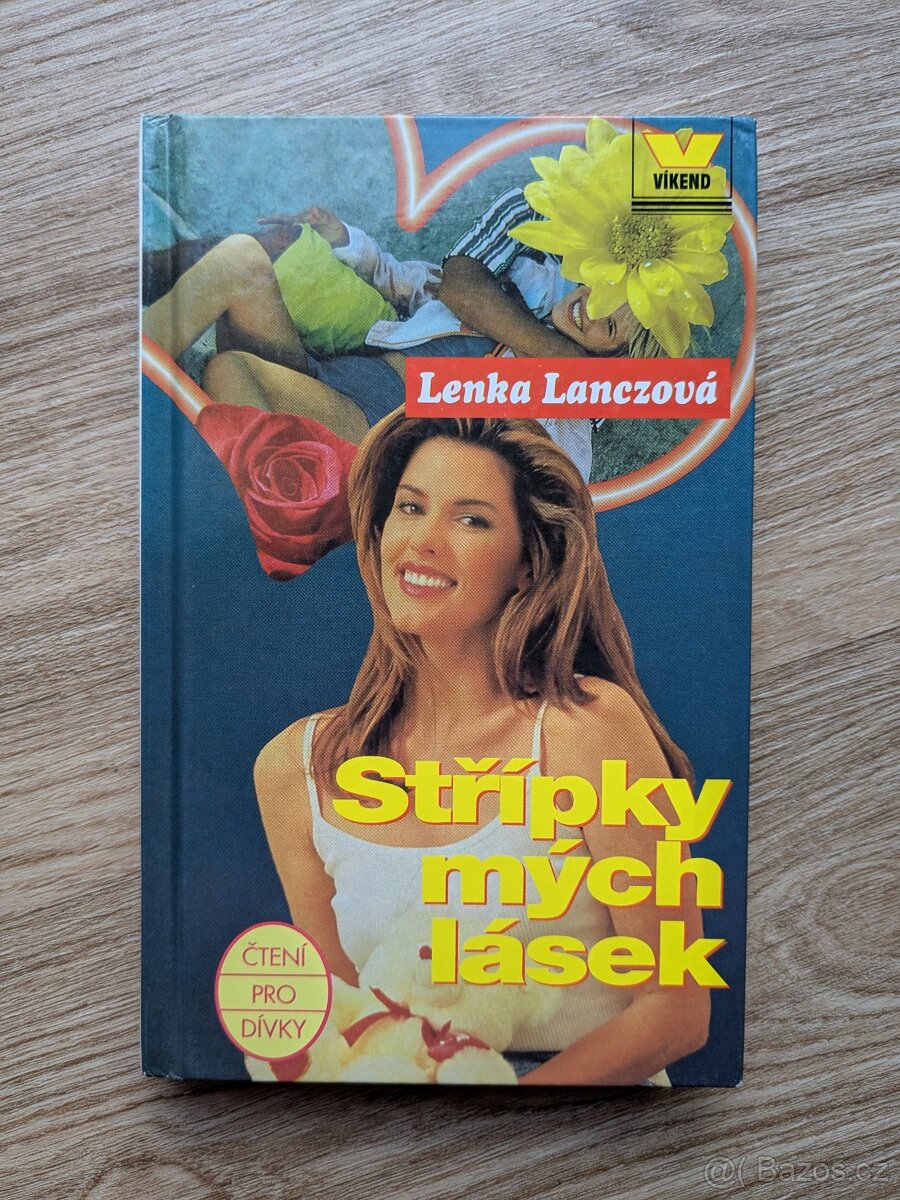 VÍKEND
Lenka Lanczová
Střípky
mých
lásek
ČTENÍ
PRO
DÍVKY
@( Bazos.cz